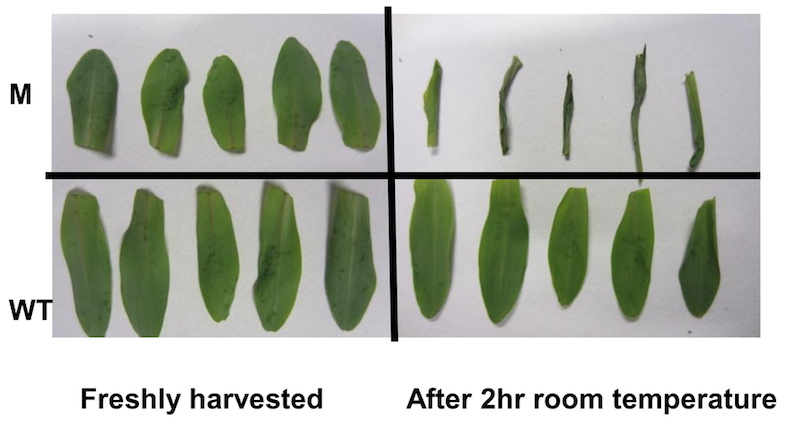 M
WT
Freshly harvested
After 2hr room temperature